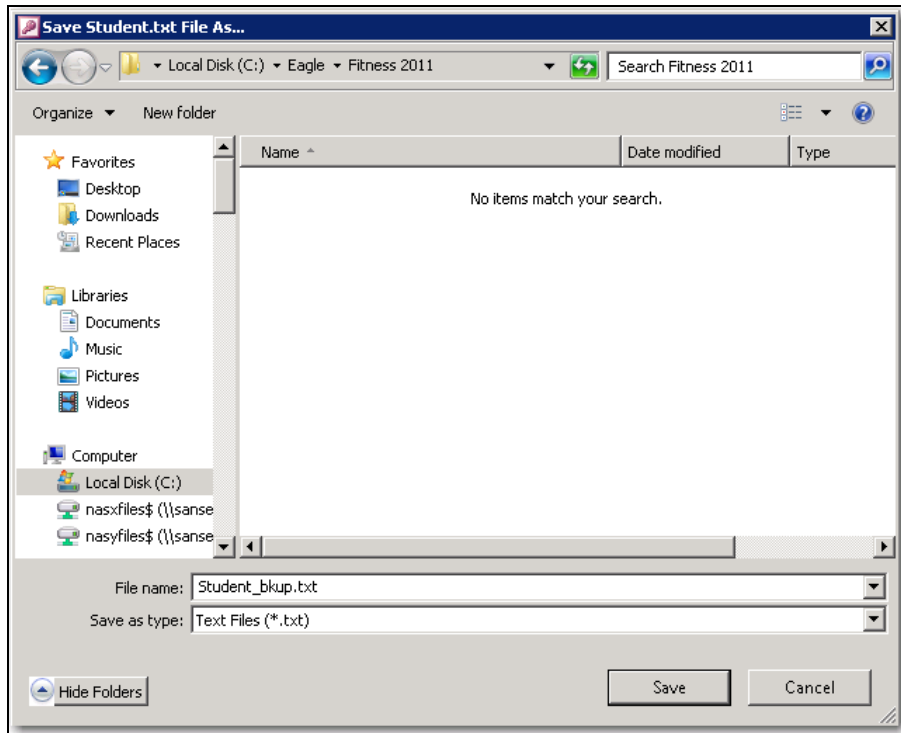 Save Student.txt File As...
Local Disk (C:) Eagle Fitness 2011 Search Fitness 2011
Organize New folder
Name Date modified Type
No items match your search.
Favorites
Desktop
Downloads
Recent Places
Libraries
Documents
Music
Pictures
Videos
Computer
Local Disk (C:)
nasxfiles$ (\\sanse
nasyfiles$ (\\sanse
File name: Student_bkup.txt
Save as type: Text Files (*.txt)
Hide Folders Save Cancel